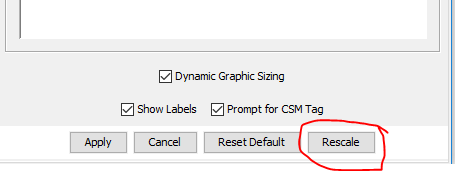 Dynamic Graphic Sizing
Show Labels Prompt for CSM Tag
Apply Cancel Reset Default Rescale